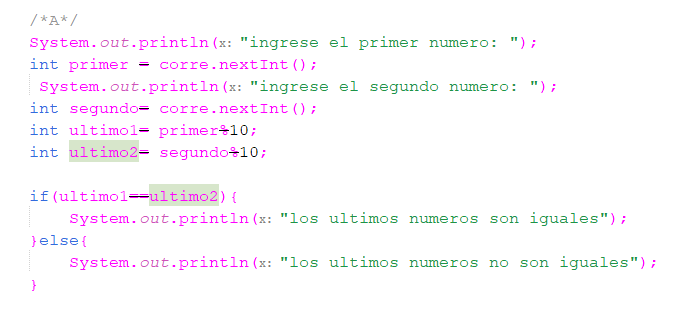 /*A*/
System.out.println(x: "ingrese el primer numero: ");
int primer = corre.nextInt();
System.out.println(x: "ingrese el segundo numero: ");
int segundo= corre.nextInt();
int ultimo1= primer%10;
int ultimo2= segundo%10;
if(ultimo1==ultimo2){
System.out.println(x: "los ultimos numeros son iguales");
}else{
System.out.println(x: "los ultimos numeros no son iguales");
}